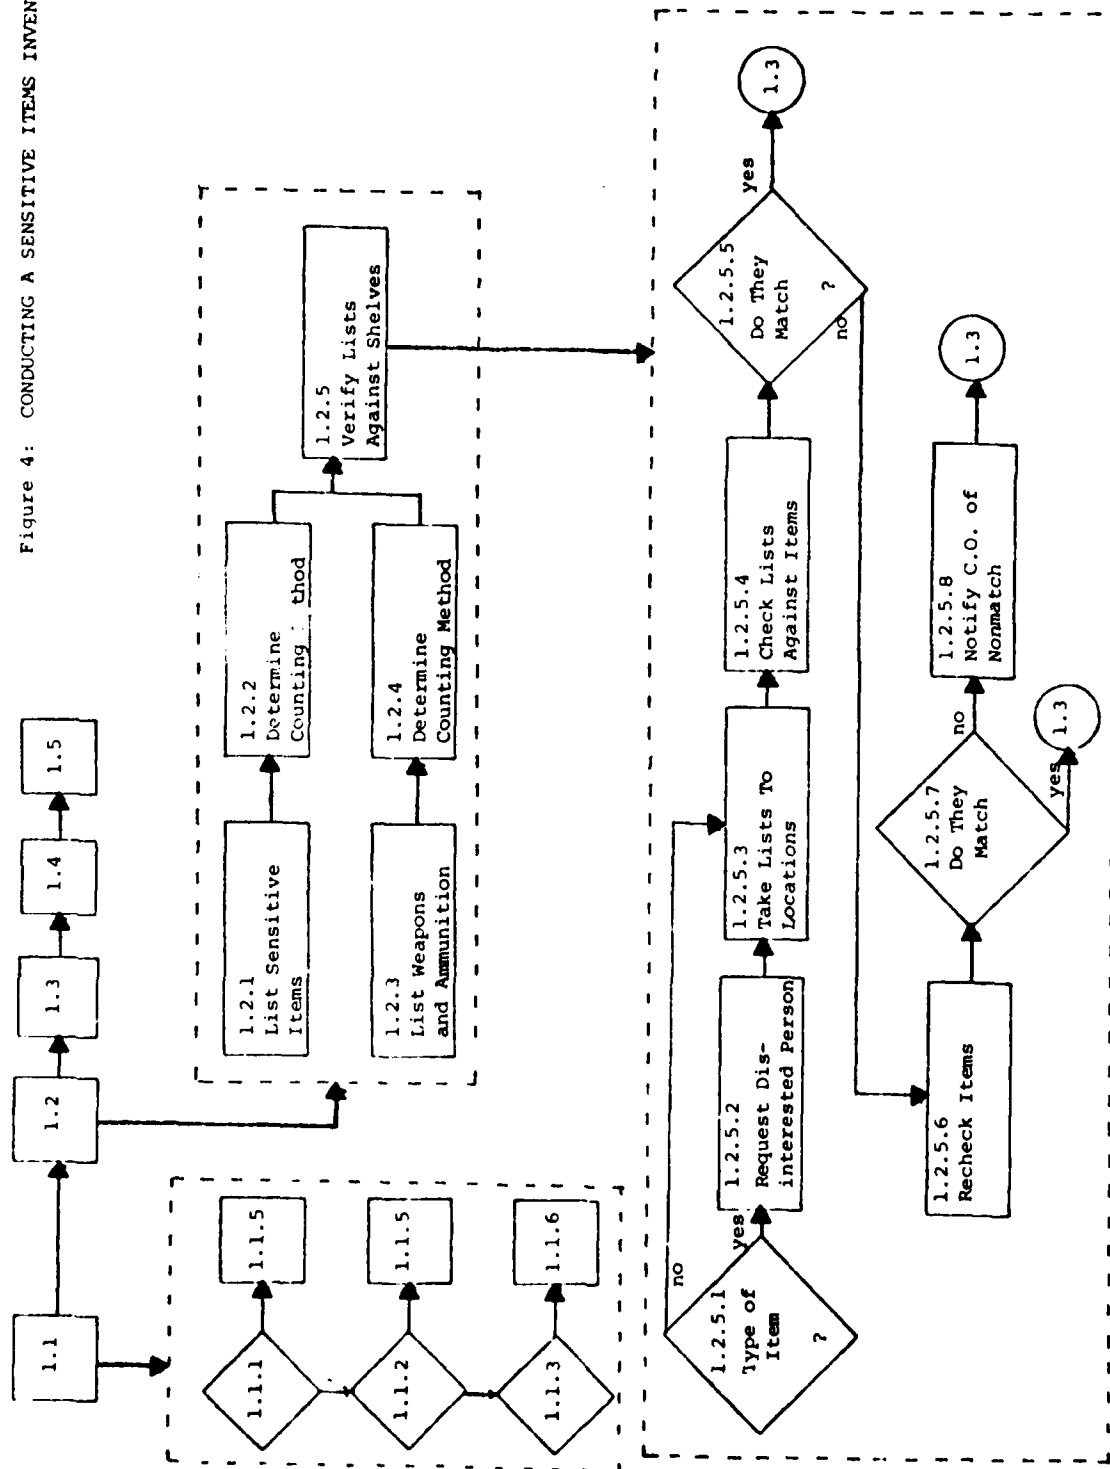 Figure 4: CONDUCTING A SENSITIVE ITEMS INVEN
1.1
1.2
1.3
1.4
1.5
1.1.1
1.1.5
1.1.2
1.1.5
1.1.3
1.1.6
1.2.1
List Sensitive
Items
1.2.2
Determine
Counting thod
1.2.3
List Weapons
and Ammunition
1.2.4
Determine
Counting Method
1.2.5
Verify Lists
Against Shelves
1.2.5.1
Type of
Item
?
no
yes
1.2.5.2
Request Dis-
interested Person
1.2.5.3
Take Lists To
Locations
1.2.5.4
Check Lists
Against Items
1.2.5.5
Do They
Match
?
yes
1.3
no
1.2.5.6
Recheck Items
1.2.5.7
Do They
Match
yes
1.3
no
1.2.5.8
Notify C.O. of
Nonmatch
1.3